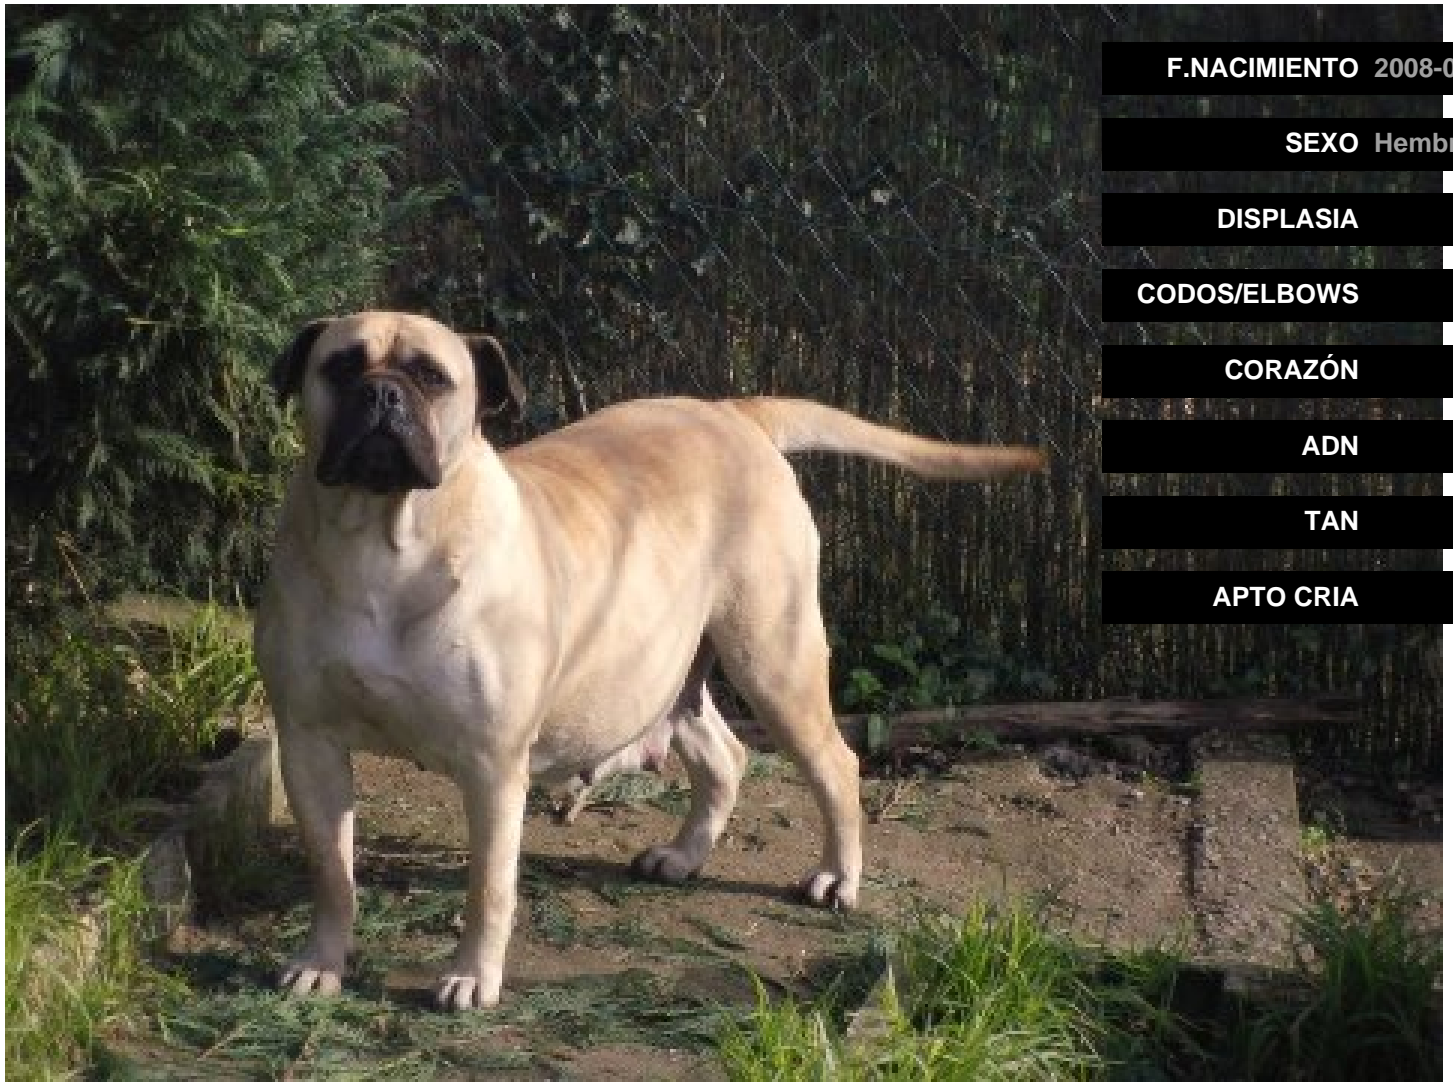 F.NACIMIENTO 2008-0
SEXO Hembr
DISPLASIA
CODOS/ELBOWS
CORAZÓN
ADN
TAN
APTO CRIA